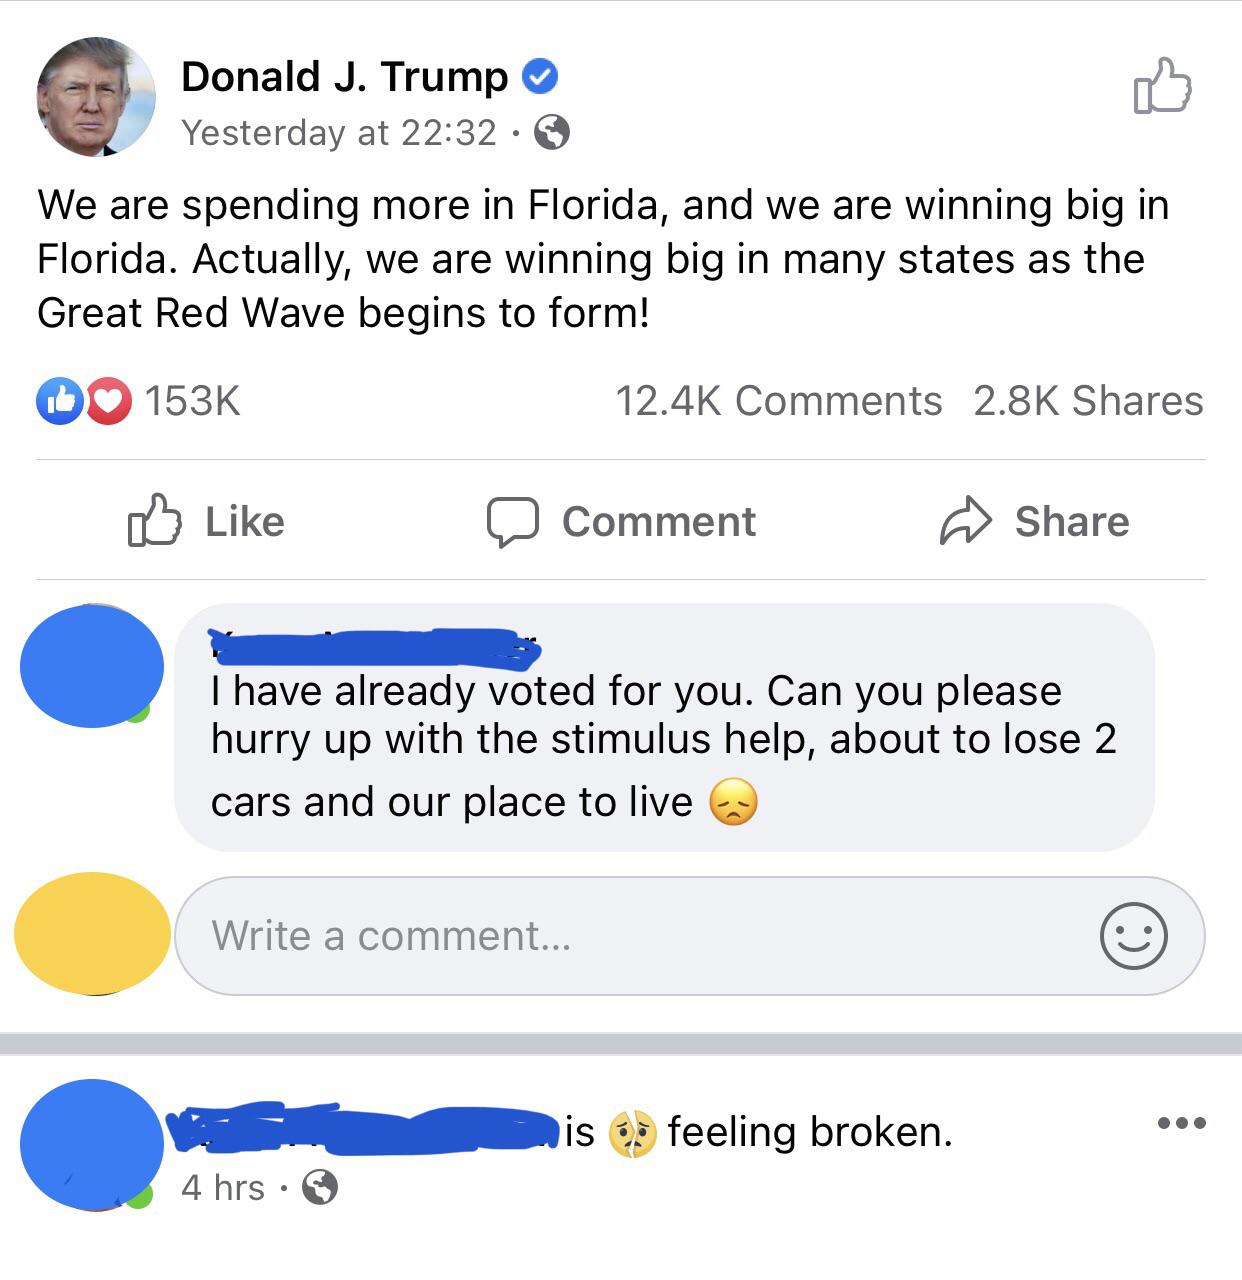 Donald J. Trump
Yesterday at 22:32 ·
We are spending more in Florida, and we are winning big in
Florida. Actually, we are winning big in many states as the
Great Red Wave begins to form!
153K 12.4K Comments 2.8K Shares
Like Comment Share
I have already voted for you. Can you please
hurry up with the stimulus help, about to lose 2
cars and our place to live 😞
Write a comment...
is feeling broken.
4 hrs ·